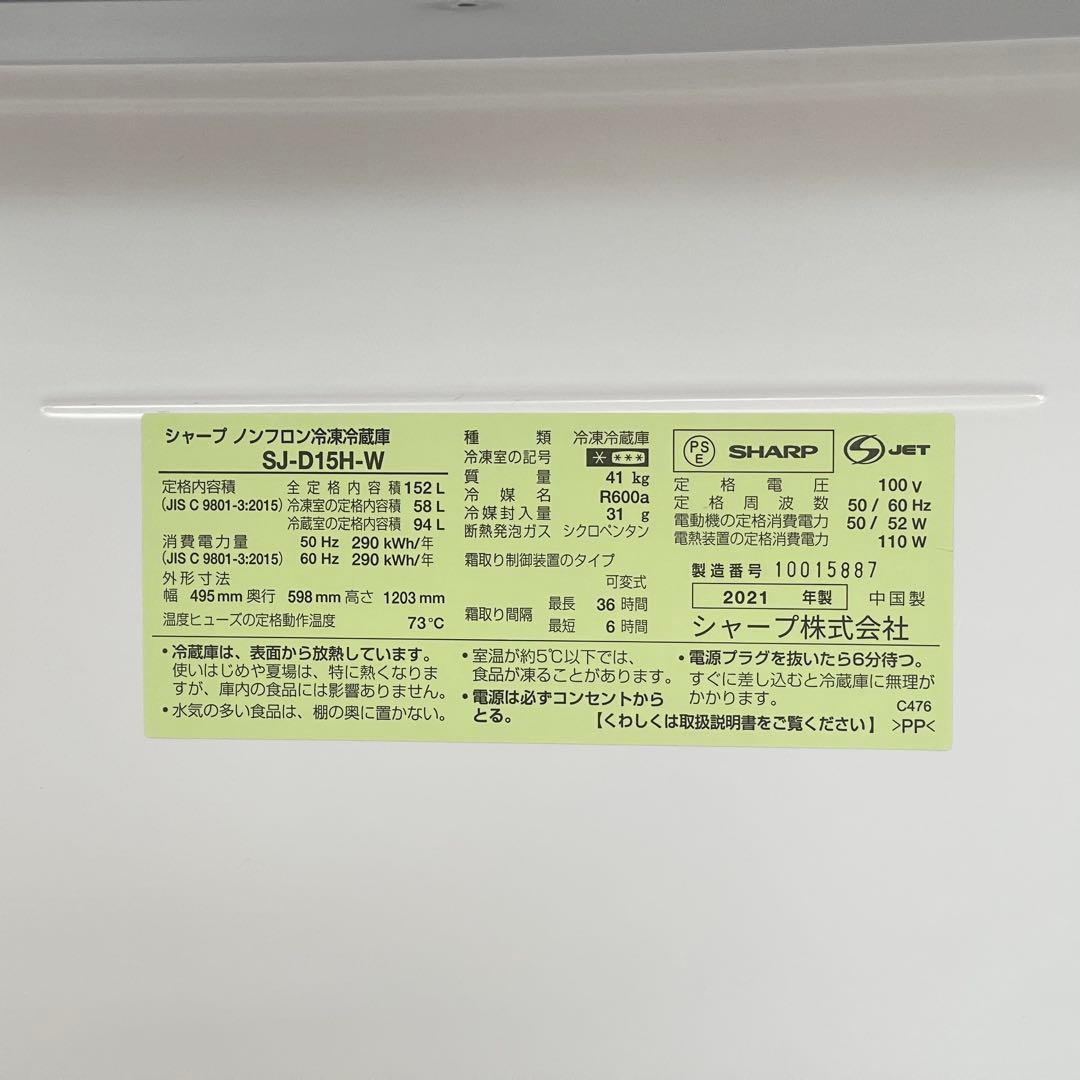 シャープ ノンフロン冷凍冷蔵庫
SJ-D15H-W
定格内容積 全定格内容積 152 L
(JIS C 9801-3:2015) 冷凍室の定格内容積 58 L
冷蔵室の定格内容積 94 L
消費電力量 50 Hz 290 kWh/年
(JIS C 9801-3:2015) 60 Hz 290 kWh/年
外形寸法
幅 495 mm 奥行 598 mm 高さ 1203 mm
温度ヒューズの定格動作温度 73℃
種類 冷凍冷蔵庫
冷凍室の記号 * ***
質量 41 kg
冷媒名 R600a
冷媒封入量 31 g
断熱発泡ガス シクロペンタン
霜取り制御装置のタイプ
可変式
霜取り間隔 最長 36 時間
最短 6 時間
PSE SHARP S JET
定格電圧 100 V
定格周波数 50 / 60 Hz
電動機の定格消費電力 50 / 52 W
電熱装置の定格消費電力 110 W
製造番号 10015887
2021 年製 中国製
シャープ株式会社
・冷蔵庫は、表面から放熱しています。
使いはじめや夏場は、特に熱くなりま
すが、庫内の食品には影響ありません。
・水気の多い食品は、棚の奥に置かない。
・室温が約5℃以下では、
食品が凍ることがあります。
・電源は必ずコンセントから
とる。
・電源プラグを抜いたら6分待つ。
すぐに差し込むと冷蔵庫に無理が
かかります。
C476
【くわしくは取扱説明書をご覧ください】 >PP<